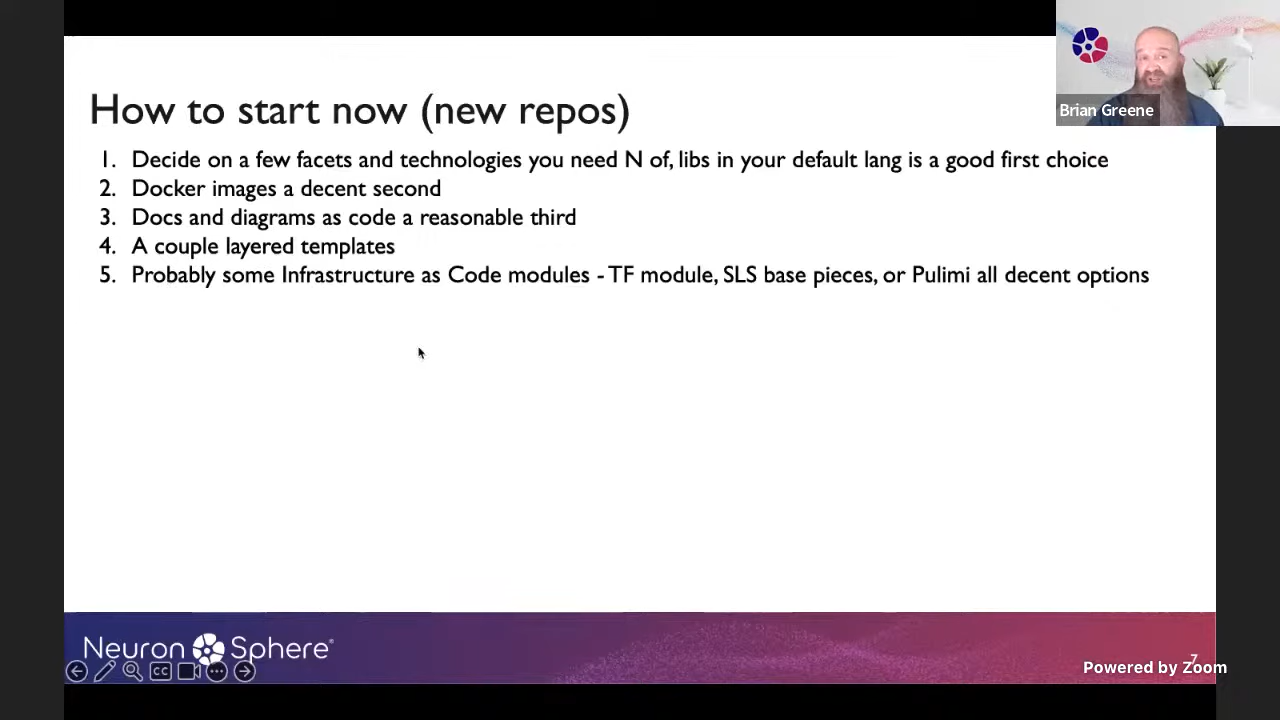 Brian Greene
How to start now (new repos)
1. Decide on a few facets and technologies you need N of, libs in your default lang is a good first choice
2. Docker images a decent second
3. Docs and diagrams as code a reasonable third
4. A couple layered templates
5. Probably some Infrastructure as Code modules - TF module, SLS base pieces, or Pulimi all decent options
Neuron Sphere®
CC
7
Powered by Zoom